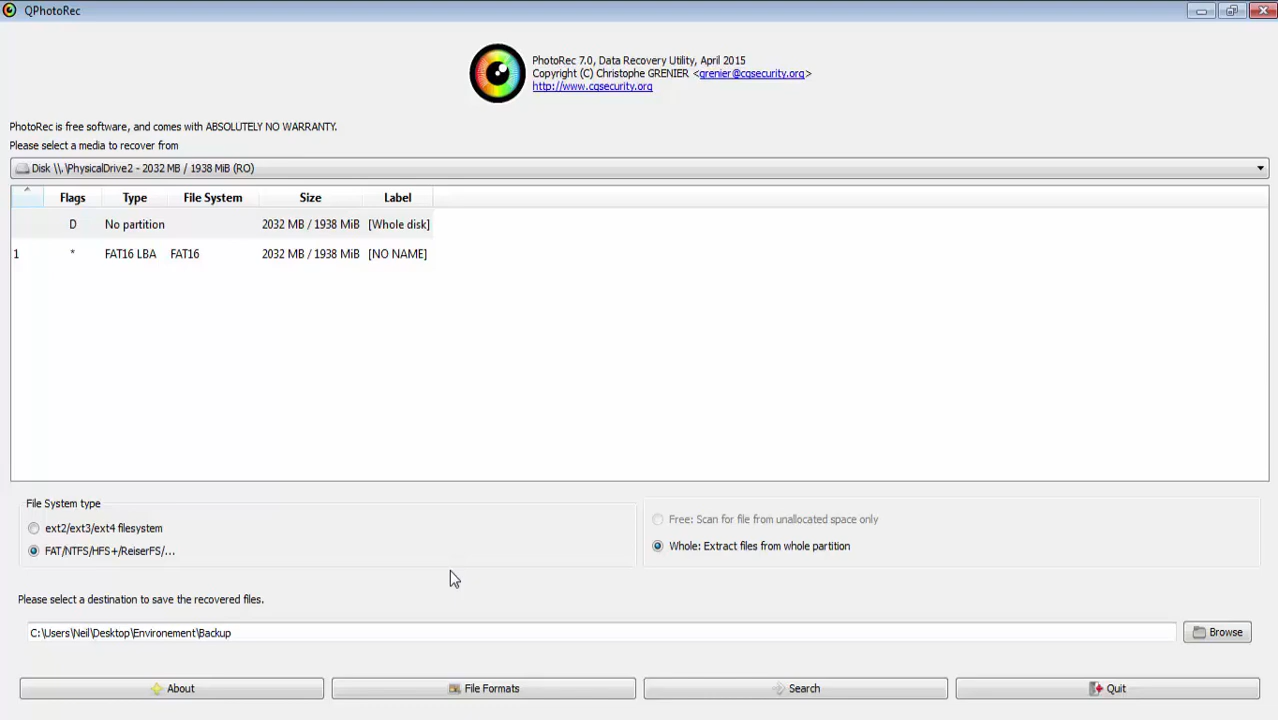 QPhotoRec
PhotoRec 7.0, Data Recovery Utility, April 2015
Copyright (C) Christophe GRENIER <grenier@cgsecurity.org>
http://www.cgsecurity.org
PhotoRec is free software, and comes with ABSOLUTELY NO WARRANTY.
Please select a media to recover from
Disk \\.\PhysicalDrive2 - 2032 MB / 1938 MiB (RO)
Flags Type File System Size Label
D No partition 2032 MB / 1938 MiB [Whole disk]
1 * FAT16 LBA FAT16 2032 MB / 1938 MiB [NO NAME]
File System type
ext2/ext3/ext4 filesystem
FAT/NTFS/HFS+/ReiserFS/...
Free: Scan for file from unallocated space only
Whole: Extract files from whole partition
Please select a destination to save the recovered files.
C:\Users\Neil\Desktop\Environement\Backup
Browse
About File Formats Search Quit